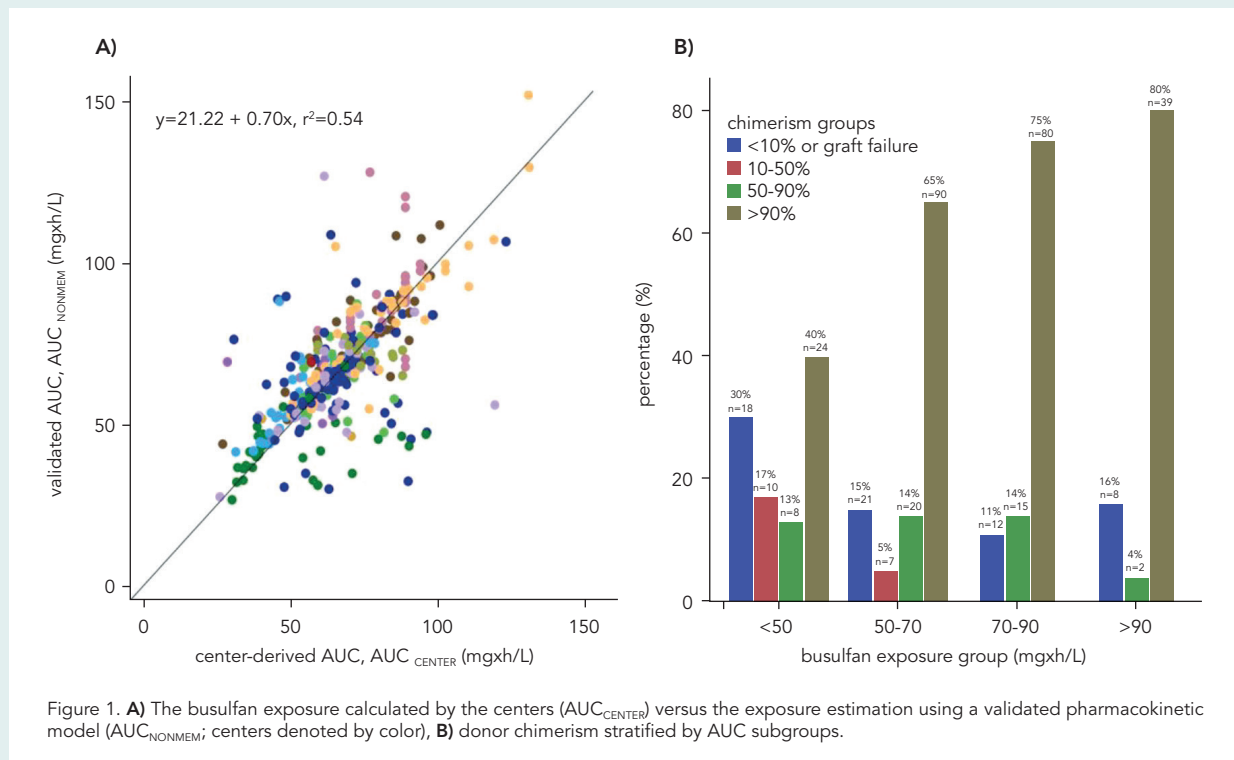 A)
y=21.22 + 0.70x, r²=0.54
validated AUC, AUC NONMEM (mgxh/L)
150
100
50
0
0 50 100 150
center-derived AUC, AUC CENTER (mgxh/L)
B)
chimerism groups
<10% or graft failure
10-50%
50-90%
>90%
percentage (%)
80
60
40
20
0
30%
n=18
17%
n=10
13%
n=8
40%
n=24
15%
n=21
5%
n=7
14%
n=20
65%
n=90
11%
n=12
14%
n=15
75%
n=80
16%
n=8
4%
n=2
80%
n=39
<50 50-70 70-90 >90
busulfan exposure group (mgxh/L)
Figure 1. A) The busulfan exposure calculated by the centers (AUCCENTER) versus the exposure estimation using a validated pharmacokinetic
model (AUCNONMEM; centers denoted by color), B) donor chimerism stratified by AUC subgroups.